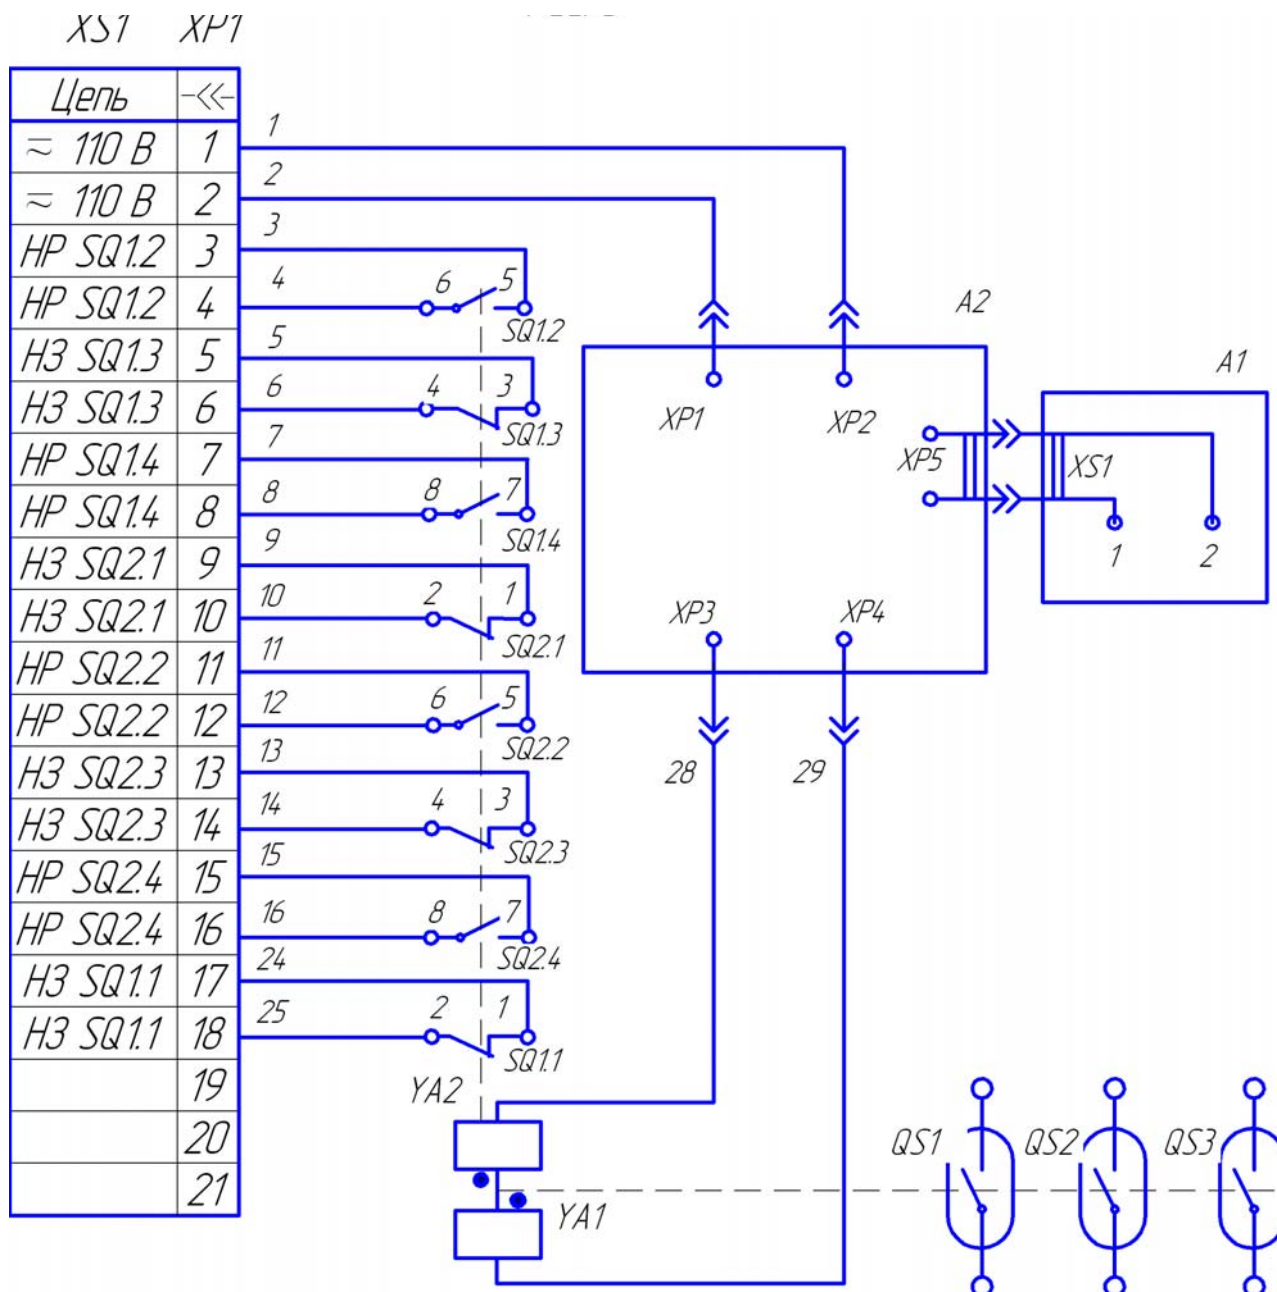 XS1 XP1
Цепь
≂ 110 В 1 1
≂ 110 В 2 2
НР SQ1.2 3 3
НР SQ1.2 4 4 6 5
SQ1.2 A2
НЗ SQ1.3 5 5 A1
НЗ SQ1.3 6 6 4 3
SQ1.3 XP1 XP2
НР SQ1.4 7 7 XP5 XS1
НР SQ1.4 8 8 8 7
SQ1.4 1 2
НЗ SQ2.1 9 9
НЗ SQ2.1 10 10 2 1 XP3 XP4
SQ2.1
НР SQ2.2 11 11
НР SQ2.2 12 12 6 5
SQ2.2
НЗ SQ2.3 13 13 28 29
НЗ SQ2.3 14 14 4 3
SQ2.3
НР SQ2.4 15 15
НР SQ2.4 16 16 8 7
SQ2.4
НЗ SQ1.1 17 24
НЗ SQ1.1 18 25 2 1
SQ1.1
19 YA2
20 QS1 QS2 QS3
21 YA1